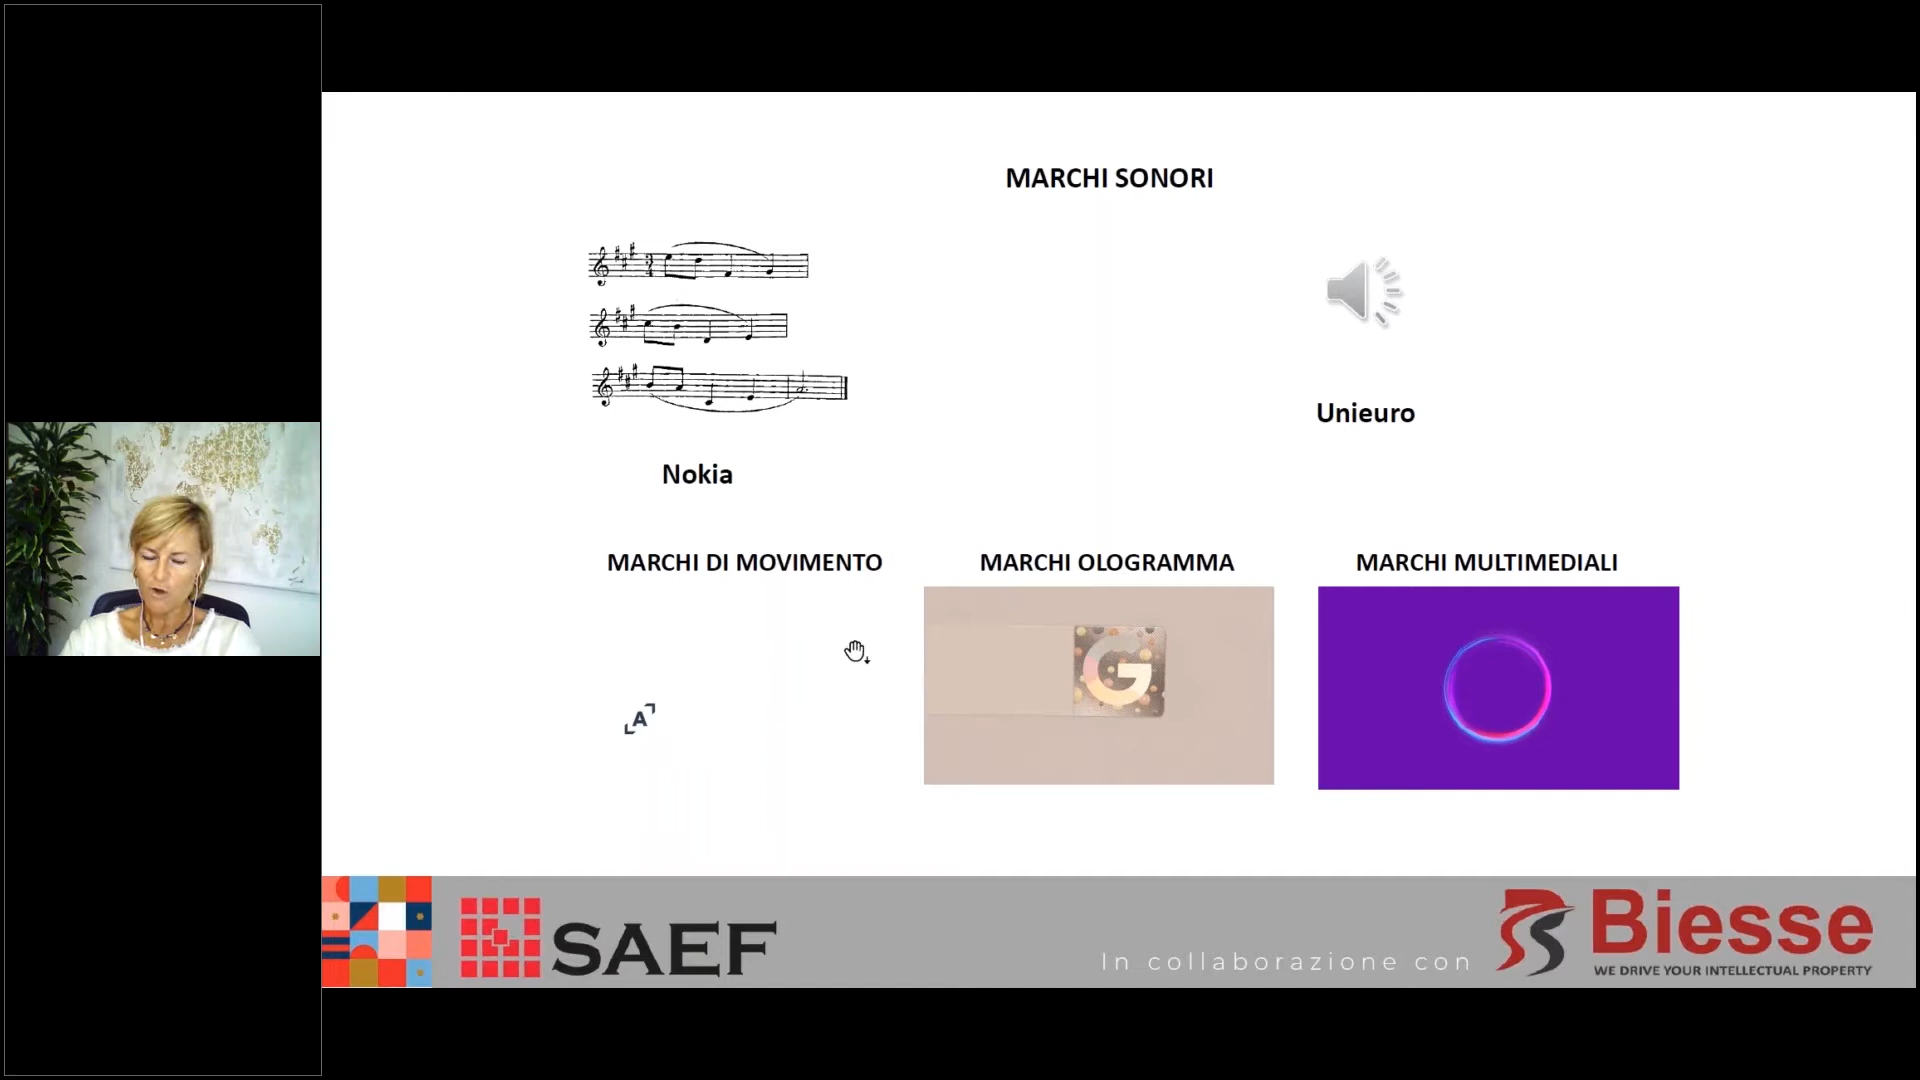 MARCHI SONORI
Unieuro
Nokia
MARCHI DI MOVIMENTO
MARCHI OLOGRAMMA
MARCHI MULTIMEDIALI
A
G
SAEF
In collaborazione con
Biesse
WE DRIVE YOUR INTELLECTUAL PROPERTY